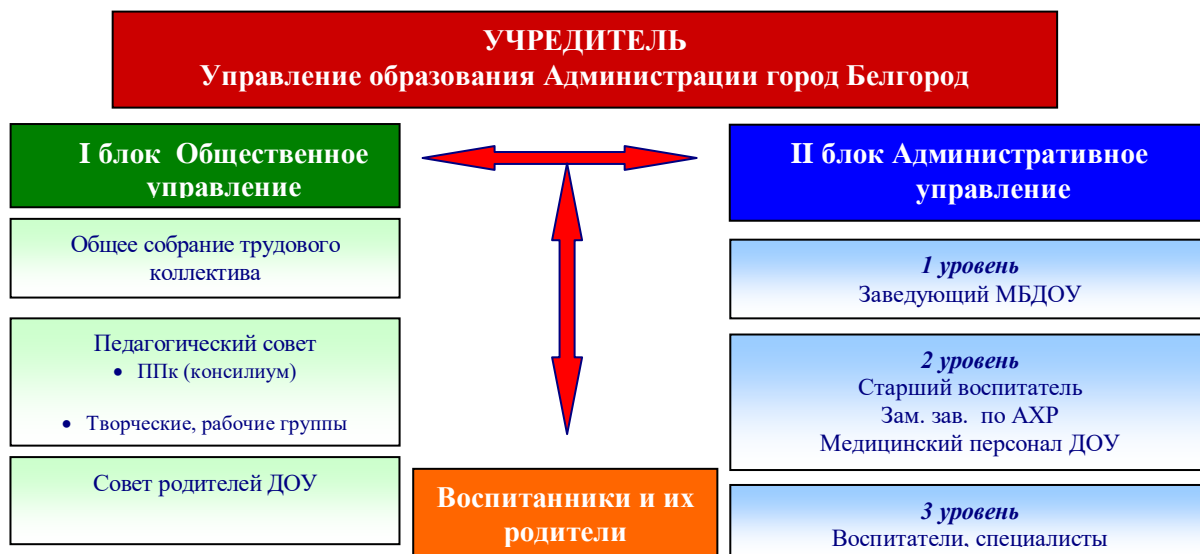 УЧРЕДИТЕЛЬ
Управление образования Администрации город Белгород
I блок Общественное
управление
Общее собрание трудового
коллектива
Педагогический совет
• ППк (консилиум)
• Творческие, рабочие группы
Совет родителей ДОУ
Воспитанники и их
родители
II блок Административное
управление
1 уровень
Заведующий МБДОУ
2 уровень
Старший воспитатель
Зам. зав. по АХР
Медицинский персонал ДОУ
3 уровень
Воспитатели, специалисты